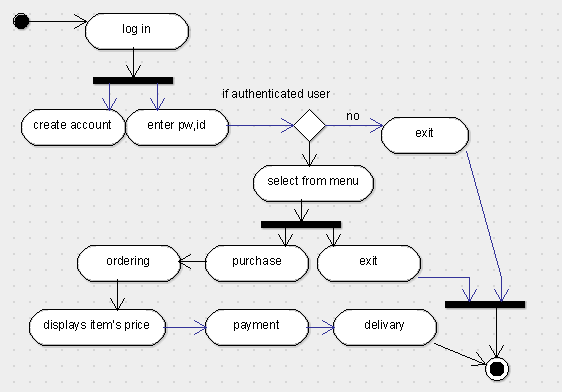 log in
if authenticated user
create account
enter pw,id
no
exit
select from menu
ordering
purchase
exit
displays item's price
payment
delivary